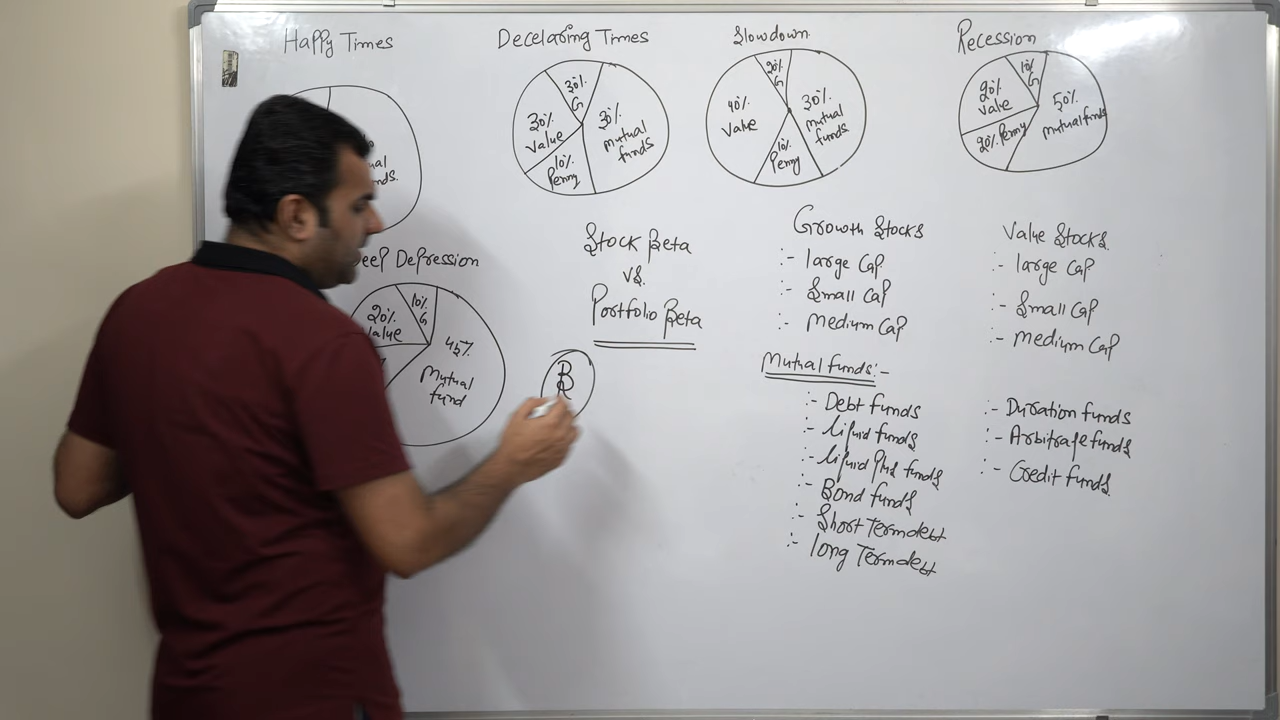 Happy Times
Decelaring Times
Slowdown
Recession
30%
G
30%
value
30%
mutual
funds
10%
Penny
20%
G
40%
value
30%
mutual
funds
10%
Penny
10%
G
20%
value
50%
mutual funds
20% Penny
Deep Depression
10%
G
20%
value
45%
Mutual
fund
Stock Beta
vs.
Portfolio Beta
B
Growth Stocks
:- large Cap
:- Small Cap
:- Medium Cap
Value Stocks
:- large Cap
:- Small Cap
:- Medium Cap
Mutual funds:-
:- Debt funds
:- liquid funds
:- liquid plus funds
:- Bond funds
:- Short Term debt
:- long Term debt
:- Duration funds
:- Arbitrage funds
:- Credit funds